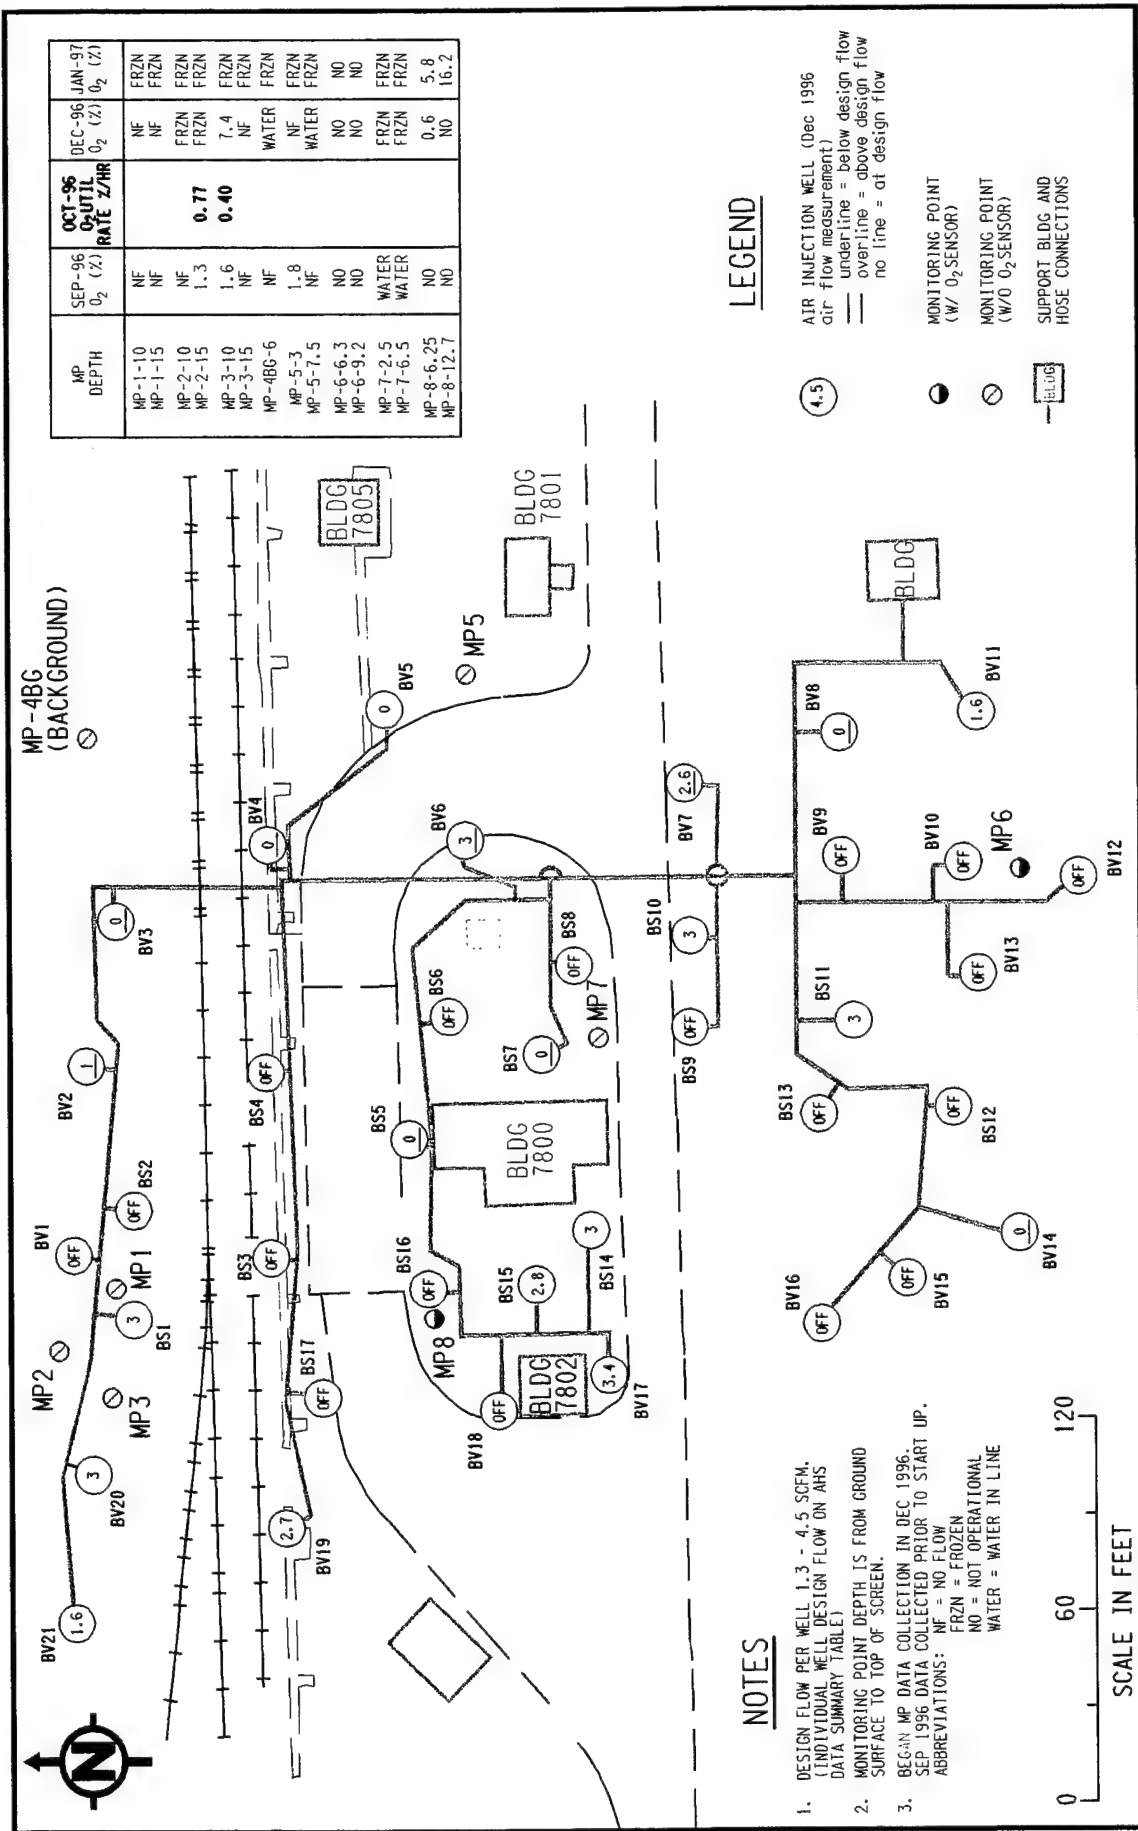 MP-4BG
(BACKGROUND)
MP DEPTH SEP-96 O2 (%) OCT-96 O2UTIL RATE %/HR DEC-96 O2 (%) JAN-97 O2 (%)
MP-1-10 NF NF FRZN
MP-1-15 NF NF FRZN
MP-2-10 NF FRZN FRZN
MP-2-15 1.3 0.77 FRZN FRZN
MP-3-10 1.6 0.40 7.4 FRZN
MP-3-15 NF NF FRZN
MP-4BG-6 NF WATER FRZN
MP-5-3 1.8 NF FRZN
MP-5-7.5 NF WATER FRZN
MP-6-6.3 NO NO NO
MP-6-9.2 NO NO NO
MP-7-2.5 WATER FRZN FRZN
MP-7-6.5 WATER FRZN FRZN
MP-8-6.25 NO 0.6 5.8
MP-8-12.7 NO NO 16.2
N
BV21
1.6
BV20
3
MP2
MP3
BS1
3
MP1
BV1
OFF
BS2
OFF
BV2
1
BV3
0
BV19
2.7
BS17
OFF
BS3
OFF
BS4
OFF
BV4
0
BV5
0
BLDG
7805
MP5
BLDG
7801
BV18
OFF
MP8
BS16
OFF
BS5
0
BS6
OFF
BV6
3
BLDG
7802
BS15
2.8
BS14
3
BV17
3.4
BLDG
7800
BS7
0
BS8
OFF
MP7
BS9
OFF
BS10
3
BV7
2.6
BV16
OFF
BV15
OFF
BV14
0
BS13
OFF
BS12
OFF
BS11
3
BV9
OFF
BV8
0
BV13
OFF
BV10
OFF
MP6
BV12
OFF
BV11
1.6
BLDG
LEGEND
4.5
AIR INJECTION WELL (Dec 1996
air flow measurement)
underline = below design flow
overline = above design flow
no line = at design flow
MONITORING POINT
(W/ O2 SENSOR)
MONITORING POINT
(W/O O2 SENSOR)
BLDG
SUPPORT BLDG AND
HOSE CONNECTIONS
NOTES
1. DESIGN FLOW PER WELL 1.3 - 4.5 SCFM.
(INDIVIDUAL WELL DESIGN FLOW ON AHS
DATA SUMMARY TABLE)
2. MONITORING POINT DEPTH IS FROM GROUND
SURFACE TO TOP OF SCREEN.
3. BEGAN MP DATA COLLECTION IN DEC 1996.
SEP 1996 DATA COLLECTED PRIOR TO START UP.
ABBREVIATIONS: NF = NO FLOW
FRZN = FROZEN
NO = NOT OPERATIONAL
WATER = WATER IN LINE
0 60 120
SCALE IN FEET